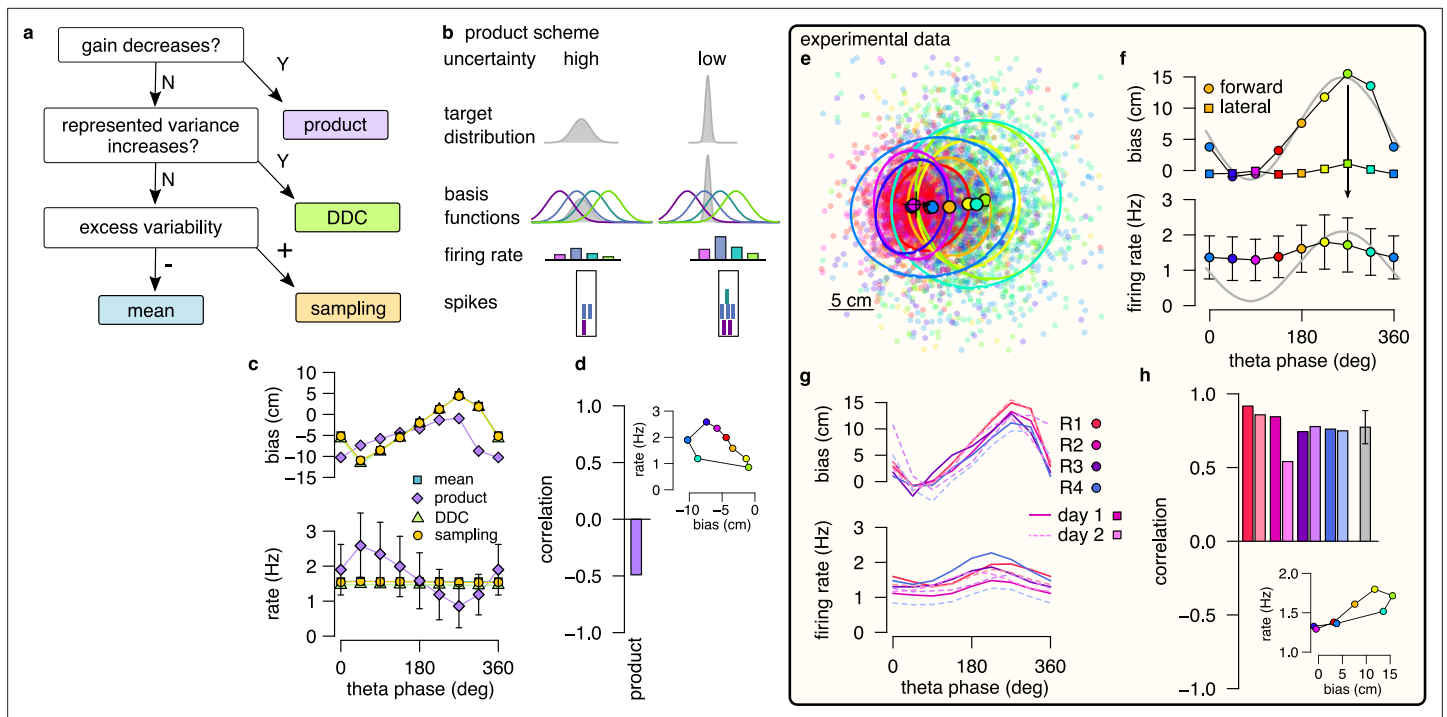 a
gain decreases?
Y
N
product
represented variance
increases?
Y
N
DDC
excess variability
+
-
mean
sampling
b product scheme
uncertainty high low
target
distribution
basis
functions
firing rate
spikes
c
10
5
0
−5
−10
−15
bias (cm)
mean
product
DDC
sampling
3
2
1
0
rate (Hz)
0 180 360
theta phase (deg)
d
1.0
0.5
0.0
−0.5
−1.0
correlation
product
3
2
1
0
rate (Hz)
−10 −5 0
bias (cm)
experimental data
e
5 cm
f
forward
lateral
15
10
5
0
bias (cm)
3
2
1
0
firing rate (Hz)
0 180 360
theta phase (deg)
g
15
10
5
0
bias (cm)
R1
R2
R3
R4
day 1
day 2
4
3
2
1
0
firing rate (Hz)
0 180 360
theta phase (deg)
h
1.0
0.5
0.0
−0.5
−1.0
correlation
2.0
1.5
1.0
rate (Hz)
0 5 10 15
bias (cm)